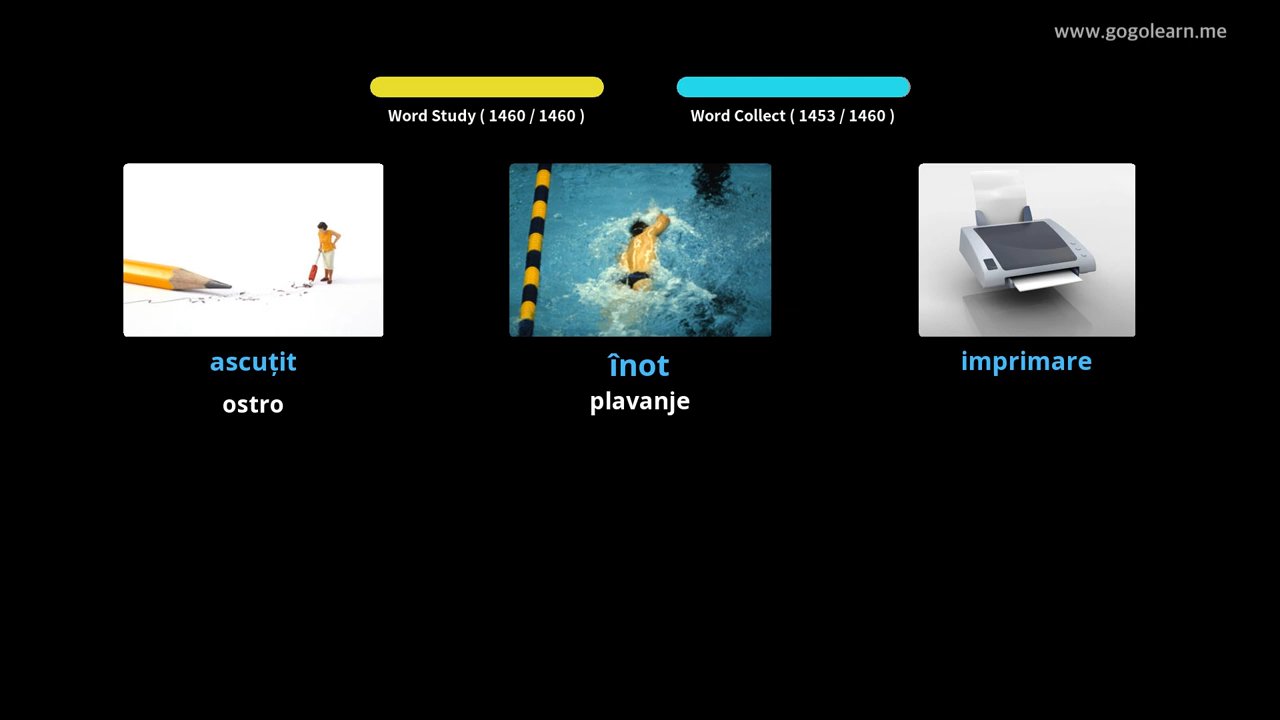 www.gogolearn.me
Word Study ( 1460 / 1460 )
Word Collect ( 1453 / 1460 )
ascuțit
ostro
înot
plavanje
imprimare